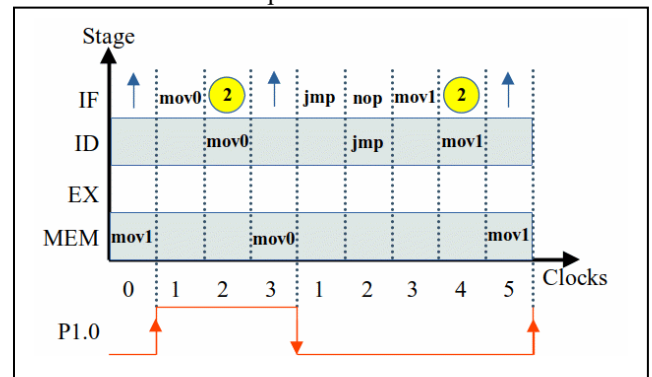 Stage
IF mov0 2 jmp nop mov1 2
ID mov0 jmp mov1
EX
MEM mov1 mov0 mov1
Clocks
0 1 2 3 1 2 3 4 5
P1.0